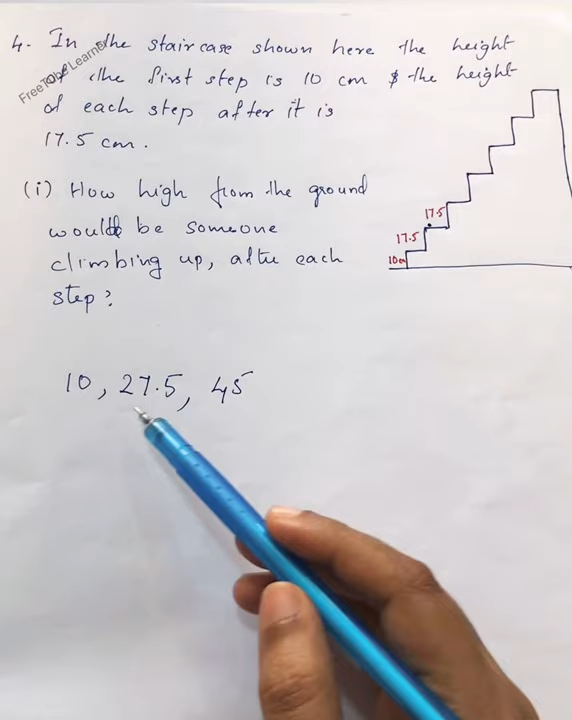 4. In the staircase shown here the height
of the first step is 10 cm & the height
of each step after it is
17.5 cm.
(i) How high from the ground
would be someone
climbing up, after each
step?
17.5
17.5
10cm
10, 27.5, 45
FreeTube Learner